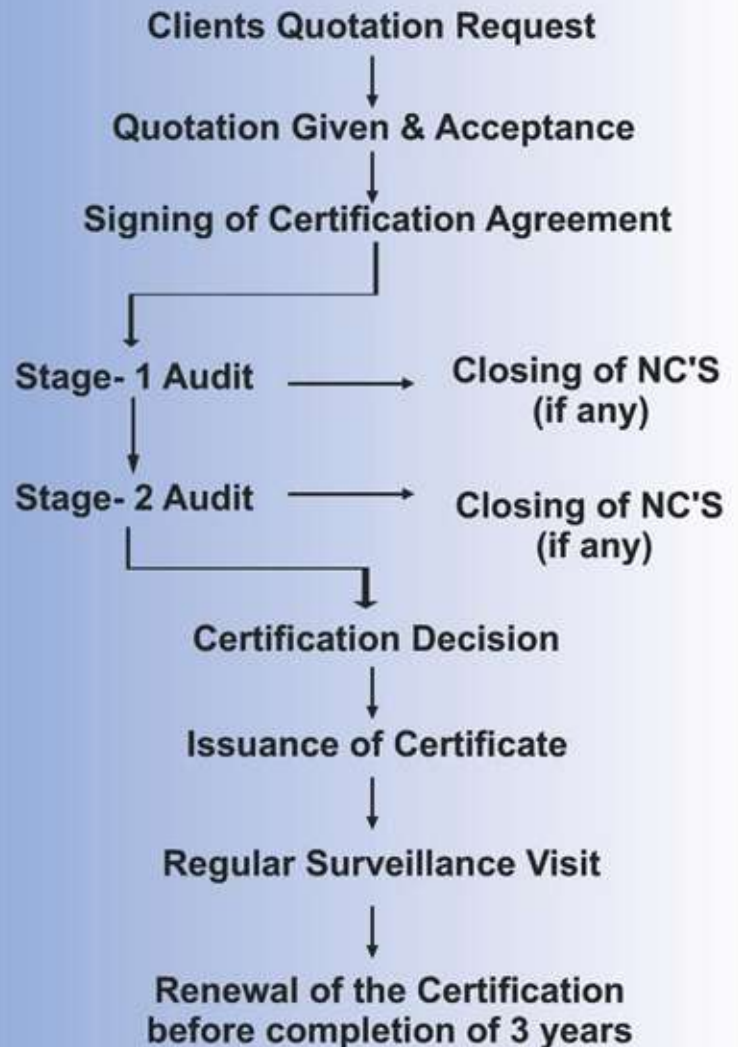 Clients Quotation Request
Quotation Given & Acceptance
Signing of Certification Agreement
Stage- 1 Audit
Closing of NC'S
(if any)
Stage- 2 Audit
Closing of NC'S
(if any)
Certification Decision
Issuance of Certificate
Regular Surveillance Visit
Renewal of the Certification
before completion of 3 years